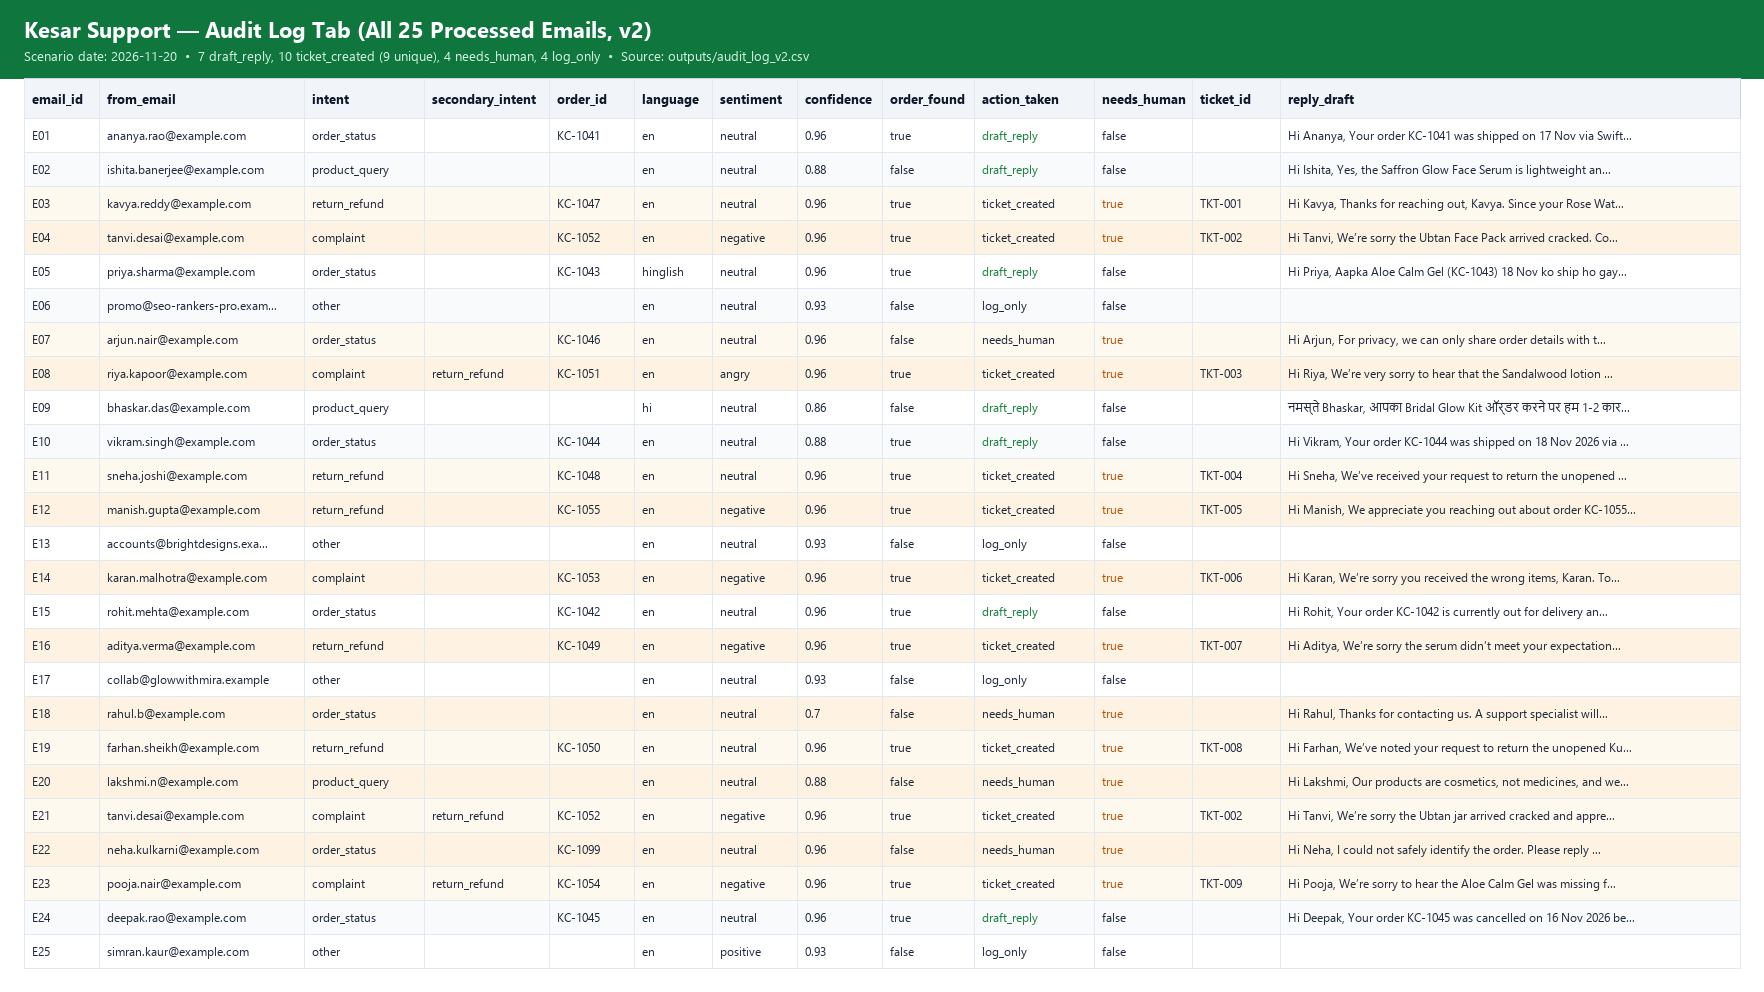 Kesar Support — Audit Log Tab (All 25 Processed Emails, v2)
Scenario date: 2026-11-20 • 7 draft_reply, 10 ticket_created (9 unique), 4 needs_human, 4 log_only • Source: outputs/audit_log_v2.csv
email_id from_email intent secondary_intent order_id language sentiment confidence order_found action_taken needs_human ticket_id reply_draft
E01 ananya.rao@example.com order_status KC-1041 en neutral 0.96 true draft_reply false Hi Ananya, Your order KC-1041 was shipped on 17 Nov via Swift...
E02 ishita.banerjee@example.com product_query en neutral 0.88 false draft_reply false Hi Ishita, Yes, the Saffron Glow Face Serum is lightweight an...
E03 kavya.reddy@example.com return_refund KC-1047 en neutral 0.96 true ticket_created true TKT-001 Hi Kavya, Thanks for reaching out, Kavya. Since your Rose Wat...
E04 tanvi.desai@example.com complaint KC-1052 en negative 0.96 true ticket_created true TKT-002 Hi Tanvi, We’re sorry the Ubtan Face Pack arrived cracked. Co...
E05 priya.sharma@example.com order_status KC-1043 hinglish neutral 0.96 true draft_reply false Hi Priya, Aapka Aloe Calm Gel (KC-1043) 18 Nov ko ship ho gay...
E06 promo@seo-rankers-pro.exam... other en neutral 0.93 false log_only false
E07 arjun.nair@example.com order_status KC-1046 en neutral 0.96 false needs_human true Hi Arjun, For privacy, we can only share order details with t...
E08 riya.kapoor@example.com complaint return_refund KC-1051 en angry 0.96 true ticket_created true TKT-003 Hi Riya, We’re very sorry to hear that the Sandalwood lotion ...
E09 bhaskar.das@example.com product_query hi neutral 0.86 false draft_reply false नमस्ते Bhaskar, आपका Bridal Glow Kit ऑर्डर करने पर हम 1-2 कार...
E10 vikram.singh@example.com order_status KC-1044 en neutral 0.88 true draft_reply false Hi Vikram, Your order KC-1044 was shipped on 18 Nov 2026 via ...
E11 sneha.joshi@example.com return_refund KC-1048 en neutral 0.96 true ticket_created true TKT-004 Hi Sneha, We’ve received your request to return the unopened ...
E12 manish.gupta@example.com return_refund KC-1055 en negative 0.96 true ticket_created true TKT-005 Hi Manish, We appreciate you reaching out about order KC-1055...
E13 accounts@brightdesigns.exa... other en neutral 0.93 false log_only false
E14 karan.malhotra@example.com complaint KC-1053 en negative 0.96 true ticket_created true TKT-006 Hi Karan, We’re sorry you received the wrong items, Karan. To...
E15 rohit.mehta@example.com order_status KC-1042 en neutral 0.96 true draft_reply false Hi Rohit, Your order KC-1042 is currently out for delivery an...
E16 aditya.verma@example.com return_refund KC-1049 en negative 0.96 true ticket_created true TKT-007 Hi Aditya, We’re sorry the serum didn’t meet your expectation...
E17 collab@glowwithmira.example other en neutral 0.93 false log_only false
E18 rahul.b@example.com order_status en neutral 0.7 false needs_human true Hi Rahul, Thanks for contacting us. A support specialist will...
E19 farhan.sheikh@example.com return_refund KC-1050 en neutral 0.96 true ticket_created true TKT-008 Hi Farhan, We’ve noted your request to return the unopened Ku...
E20 lakshmi.n@example.com product_query en neutral 0.88 false needs_human true Hi Lakshmi, Our products are cosmetics, not medicines, and we...
E21 tanvi.desai@example.com complaint return_refund KC-1052 en negative 0.96 true ticket_created true TKT-002 Hi Tanvi, We’re sorry the Ubtan jar arrived cracked and appre...
E22 neha.kulkarni@example.com order_status KC-1099 en neutral 0.96 false needs_human true Hi Neha, I could not safely identify the order. Please reply ...
E23 pooja.nair@example.com complaint return_refund KC-1054 en negative 0.96 true ticket_created true TKT-009 Hi Pooja, We’re sorry to hear the Aloe Calm Gel was missing f...
E24 deepak.rao@example.com order_status KC-1045 en neutral 0.96 true draft_reply false Hi Deepak, Your order KC-1045 was cancelled on 16 Nov 2026 be...
E25 simran.kaur@example.com other en positive 0.93 false log_only false